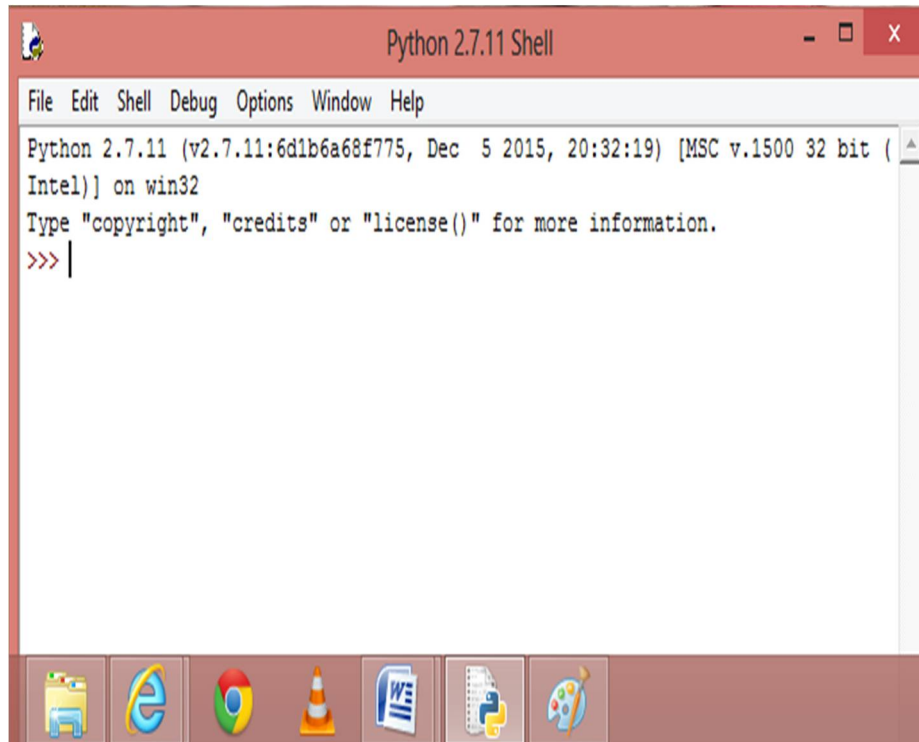 Python 2.7.11 Shell
File Edit Shell Debug Options Window Help
Python 2.7.11 (v2.7.11:6d1b6a68f775, Dec  5 2015, 20:32:19) [MSC v.1500 32 bit (
Intel)] on win32
Type "copyright", "credits" or "license()" for more information.
>>>